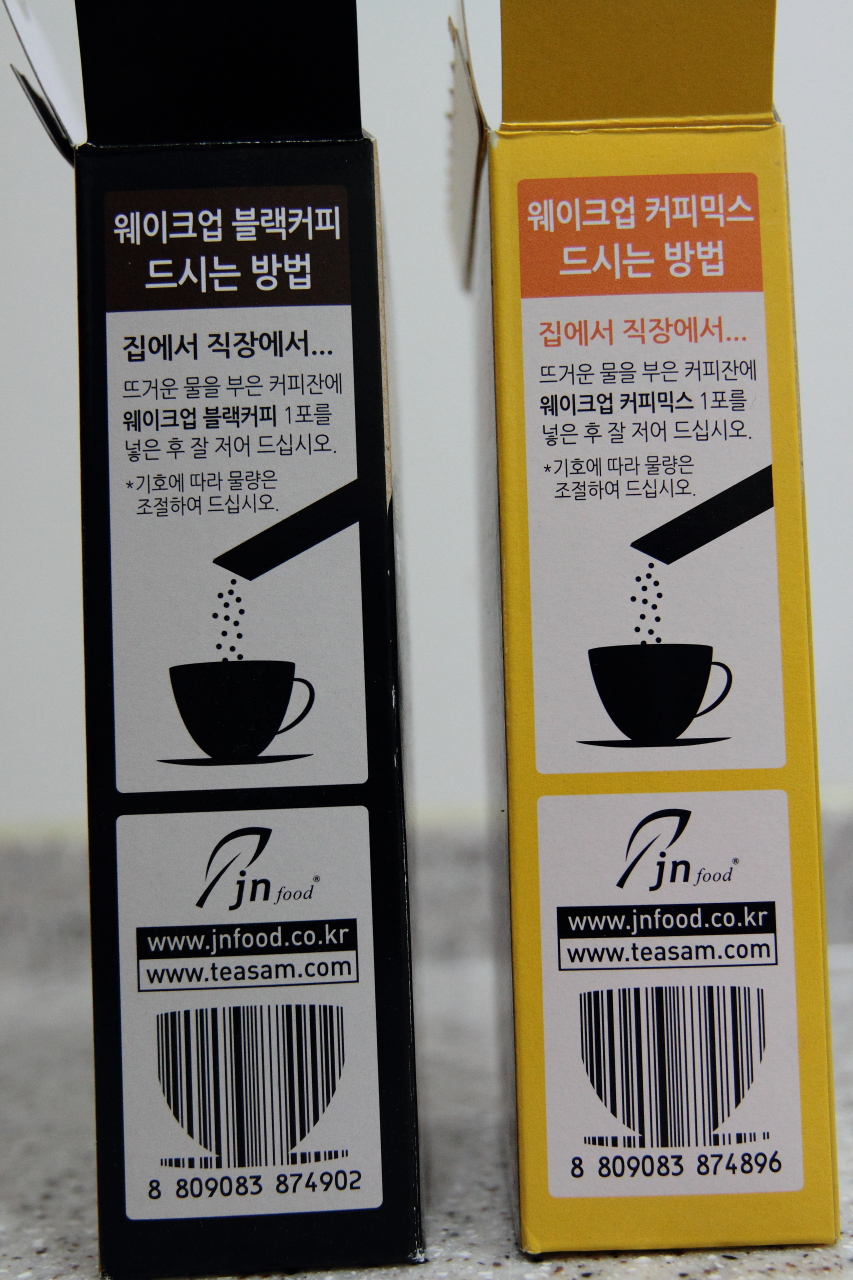 웨이크업 블랙커피
드시는 방법
집에서 직장에서...
뜨거운 물을 부은 커피잔에
웨이크업 블랙커피 1포를
넣은 후 잘 저어 드십시오.
*기호에 따라 물량은
조절하여 드십시오.
jn food®
www.jnfood.co.kr
www.teasam.com
8 809083 874902
웨이크업 커피믹스
드시는 방법
집에서 직장에서...
뜨거운 물을 부은 커피잔에
웨이크업 커피믹스 1포를
넣은 후 잘 저어 드십시오.
*기호에 따라 물량은
조절하여 드십시오.
jn food®
www.jnfood.co.kr
www.teasam.com
8 809083 874896